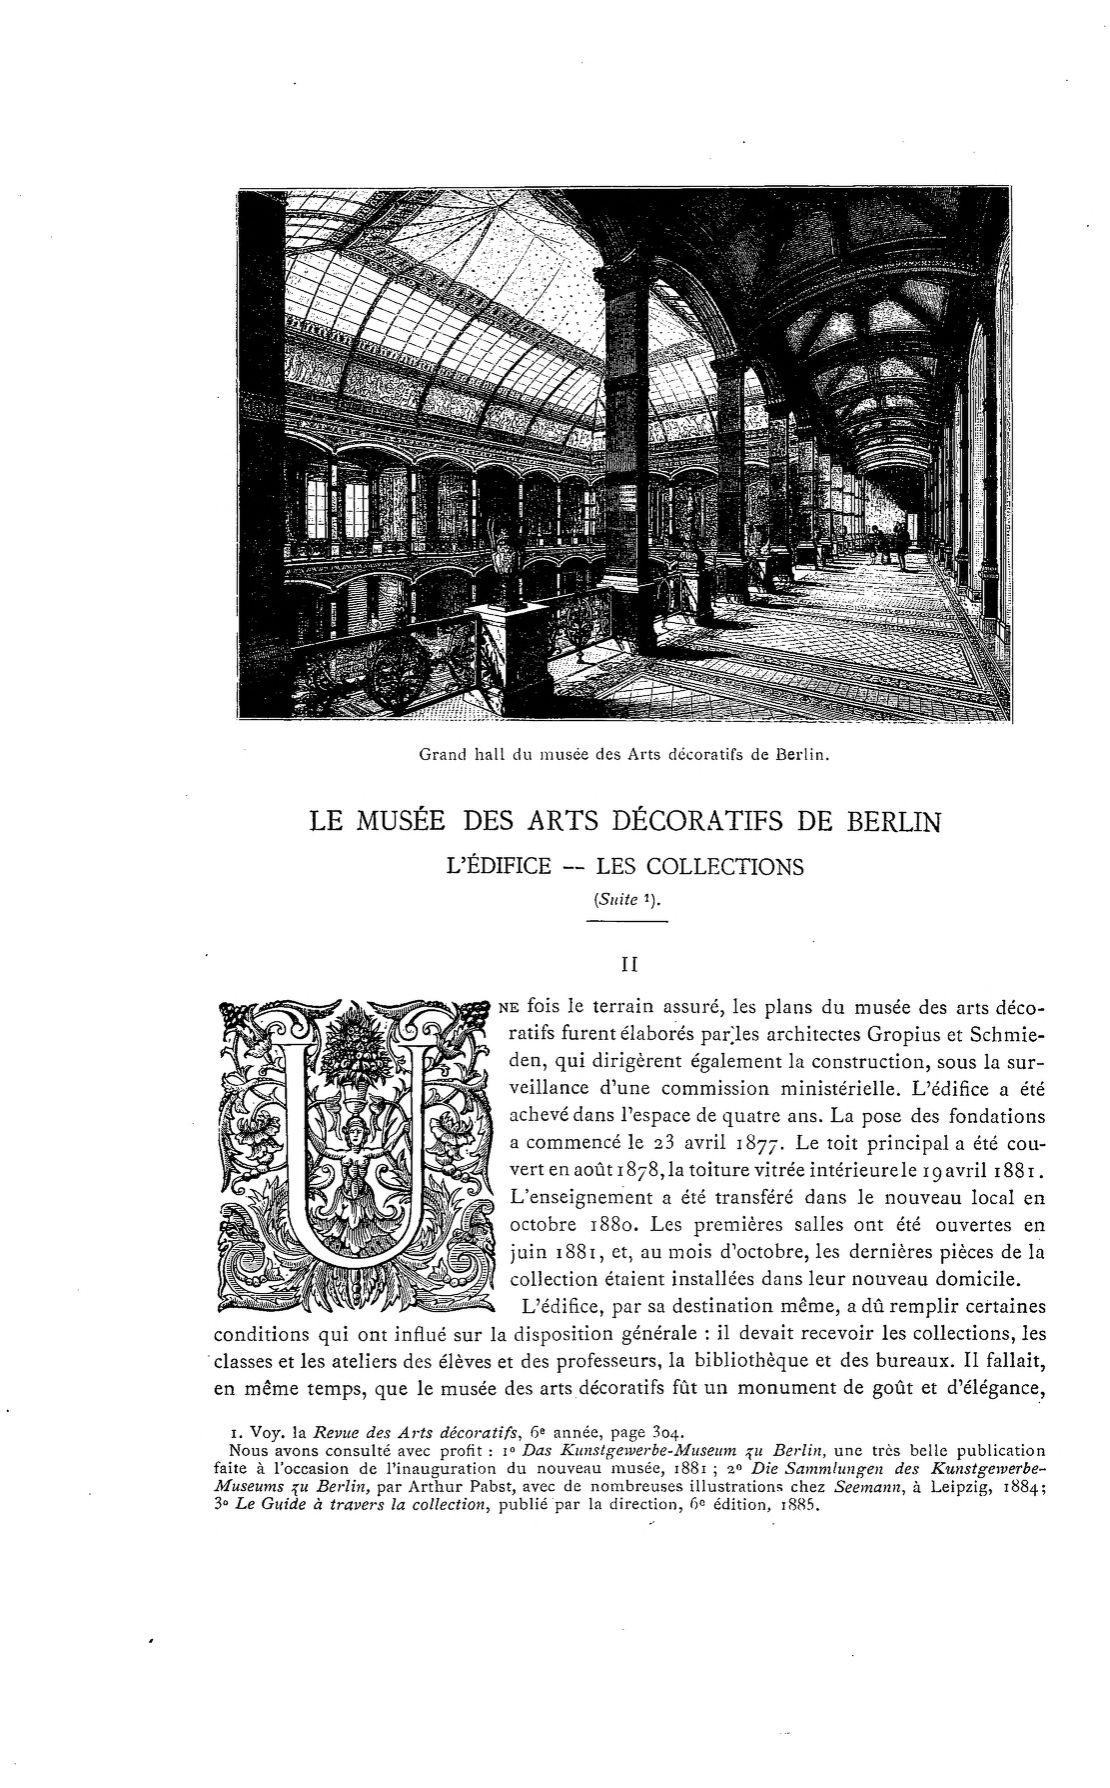 Grand hall du musée des Arts décoratifs de Berlin.
LE MUSÉE DES ARTS DÉCORATIFS DE BERLIN
L'ÉDIFICE — LES COLLECTIONS
(Suite ¹).
II
UNE fois le terrain assuré, les plans du musée des arts déco-
ratifs furent élaborés par les architectes Gropius et Schmie-
den, qui dirigèrent également la construction, sous la sur-
veillance d'une commission ministérielle. L'édifice a été
achevé dans l'espace de quatre ans. La pose des fondations
a commencé le 23 avril 1877. Le toit principal a été cou-
vert en août 1878, la toiture vitrée intérieure le 19 avril 1881.
L'enseignement a été transféré dans le nouveau local en
octobre 1880. Les premières salles ont été ouvertes en
juin 1881, et, au mois d'octobre, les dernières pièces de la
collection étaient installées dans leur nouveau domicile.
L'édifice, par sa destination même, a dû remplir certaines
conditions qui ont influé sur la disposition générale : il devait recevoir les collections, les
classes et les ateliers des élèves et des professeurs, la bibliothèque et des bureaux. Il fallait,
en même temps, que le musée des arts décoratifs fût un monument de goût et d'élégance,
1. Voy. la Revue des Arts décoratifs, 6e année, page 304.
Nous avons consulté avec profit : 1o Das Kunstgewerbe-Museum zu Berlin, une très belle publication
faite à l'occasion de l'inauguration du nouveau musée, 1881 ; 2o Die Sammlungen des Kunstgewerbe-
Museums zu Berlin, par Arthur Pabst, avec de nombreuses illustrations chez Seemann, à Leipzig, 1884;
3o Le Guide à travers la collection, publié par la direction, 6e édition, 1885.